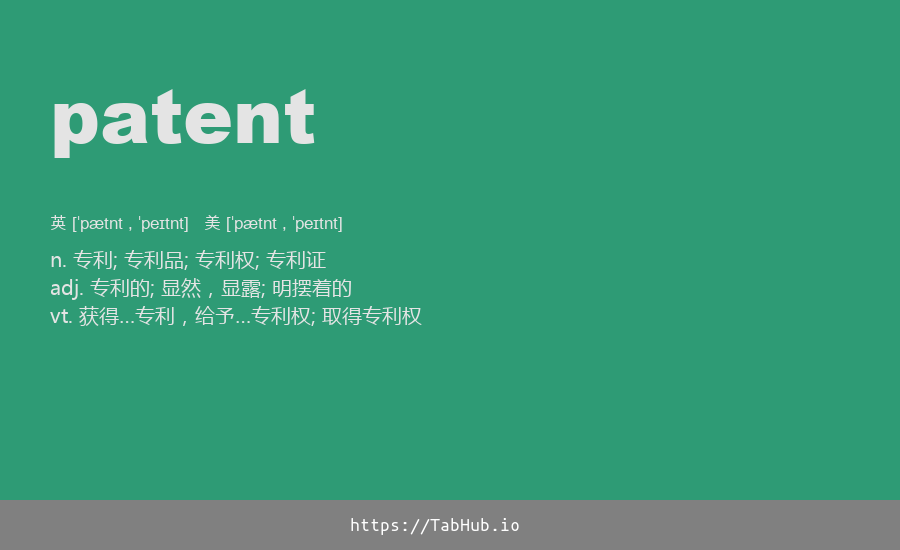 patent
英 [ˈpætnt , ˈpeɪtnt] 美 [ˈpætnt , ˈpeɪtnt]
n. 专利; 专利品; 专利权; 专利证
adj. 专利的; 显然，显露; 明摆着的
vt. 获得…专利，给予…专利权; 取得专利权
https://TabHub.io